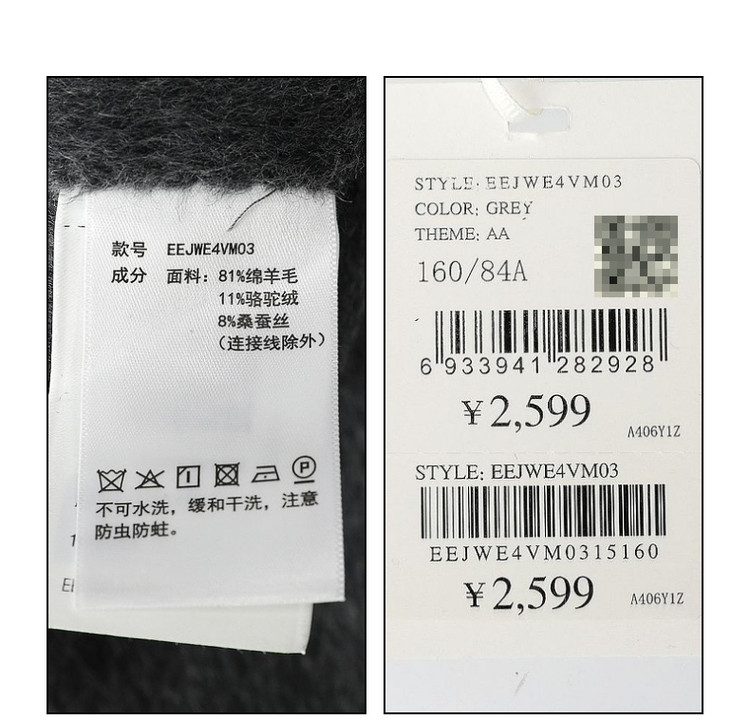 款号 EEJWE4VM03
成分 面料：81%绵羊毛
11%骆驼绒
8%桑蚕丝
（连接线除外）
P
不可水洗，缓和干洗，注意
防虫防蛀。
STYLE: EEJWE4VM03
COLOR: GREY
THEME: AA
160/84A
6 933941 282928
¥2,599
A406Y1Z
STYLE: EEJWE4VM03
EEJWE4VM0315160
¥2,599
A406Y1Z